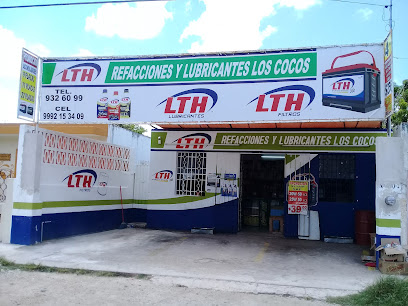 LTH REFACCIONES Y LUBRICANTES LOS COCOS
TEL.
932 60 99
CEL
9992 15 34 09
LTH
LUBRICANTES
LTH
FILTROS
LTH
LTH REFACCIONES Y LUBRICANTES LOS COCOS
LTH
FILTROS
LTH